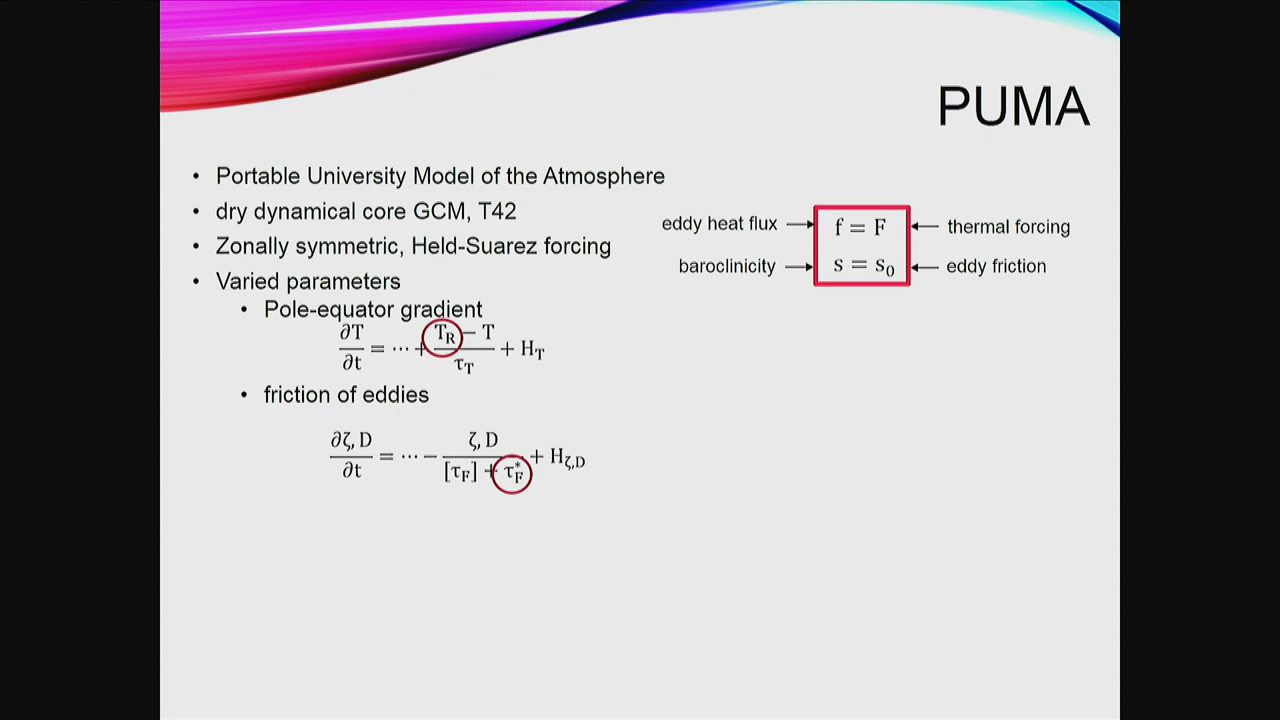 PUMA
• Portable University Model of the Atmosphere
• dry dynamical core GCM, T42
• Zonally symmetric, Held-Suarez forcing
• Varied parameters
• Pole-equator gradient
∂T/∂t = ⋯ + (T_R − T)/τ_T + H_T
• friction of eddies
∂ζ, D/∂t = ⋯ − ζ, D/([τ_F] + τ_F^*) + H_ζ,D
eddy heat flux f = F thermal forcing
baroclinicity s = s_0 eddy friction